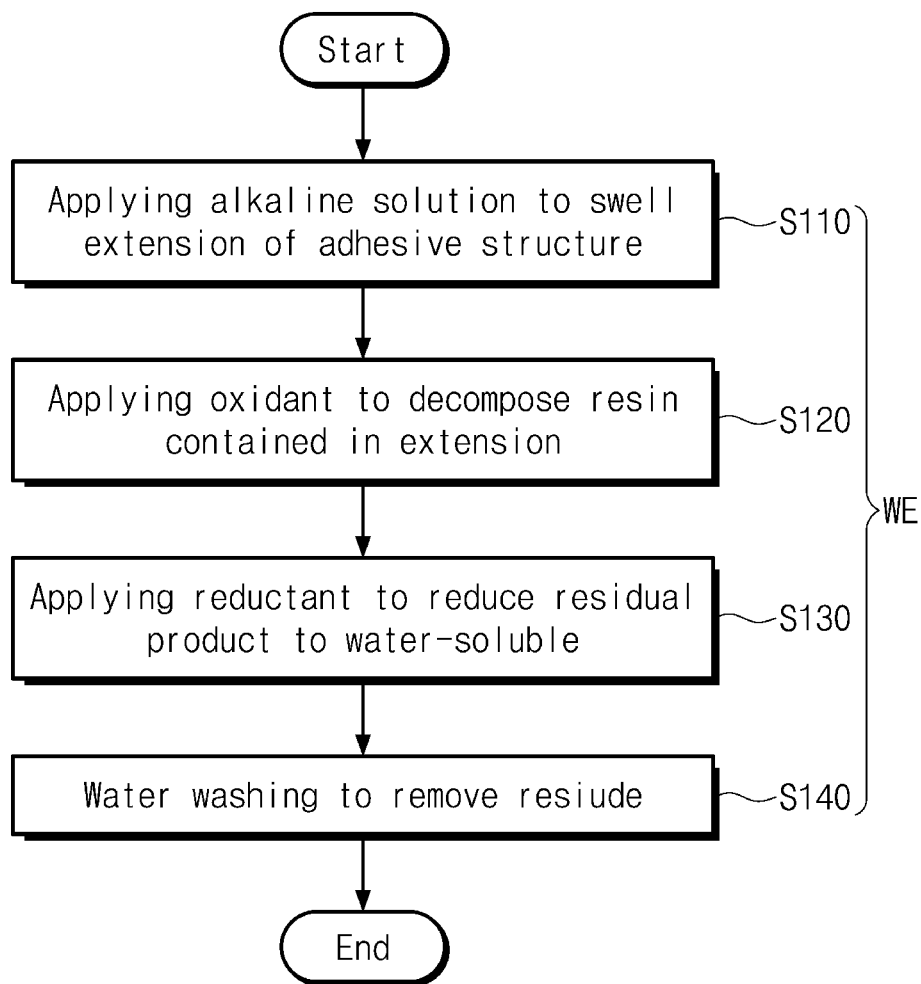 Start
Applying alkaline solution to swell
extension of adhesive structure
S110
Applying oxidant to decompose resin
contained in extension
S120
WE
Applying reductant to reduce residual
product to water-soluble
S130
Water washing to remove resiude
S140
End